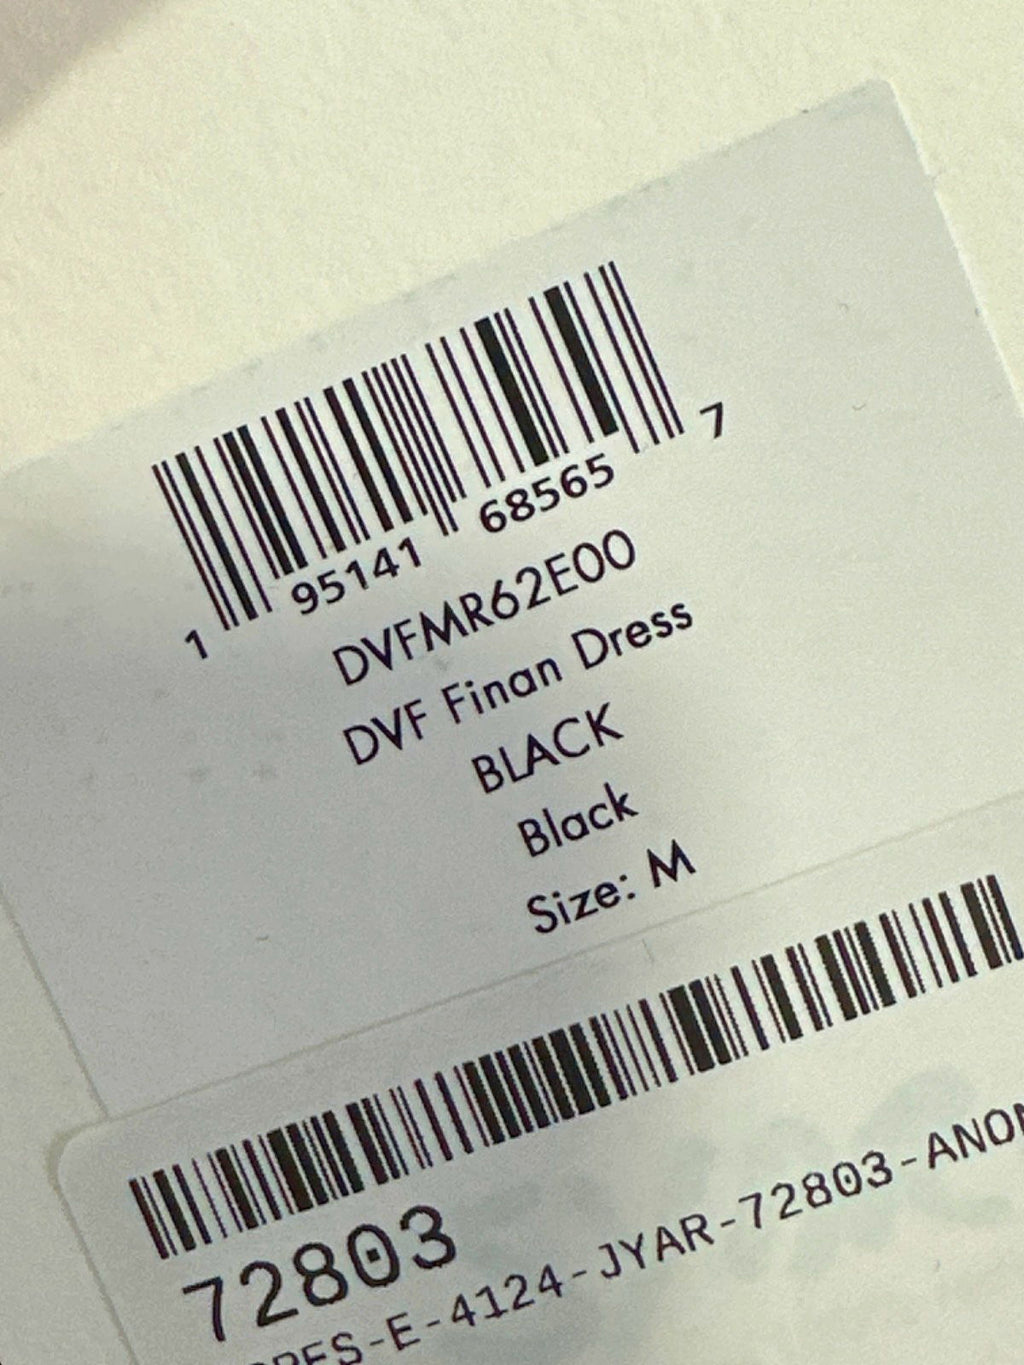 1 95141 68565 7
DVFMR62E00
DVF Finan Dress
BLACK
Black
Size: M
72803
-E-4124-JYAR-72803-